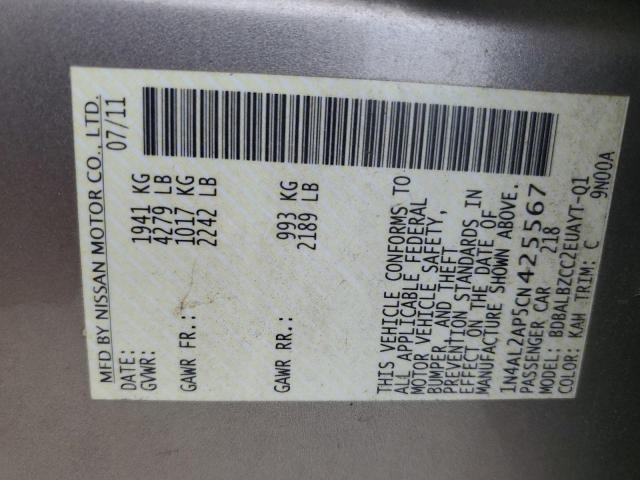 MFD BY NISSAN MOTOR CO., LTD.
DATE: 07/11
GVWR: 1941 KG
4279 LB
GAWR FR.: 1017 KG
2242 LB
GAWR RR.: 993 KG
2189 LB
THIS VEHICLE CONFORMS TO
ALL APPLICABLE FEDERAL
MOTOR VEHICLE SAFETY,
BUMPER, AND THEFT
PREVENTION STANDARDS IN
EFFECT ON THE DATE OF
MANUFACTURE SHOWN ABOVE.
1N4AL2AP5CN425567
PASSENGER CAR 218
MODEL: BDBALBZCC2EUAYT-Q1
COLOR: KAH TRIM: C 9N00A